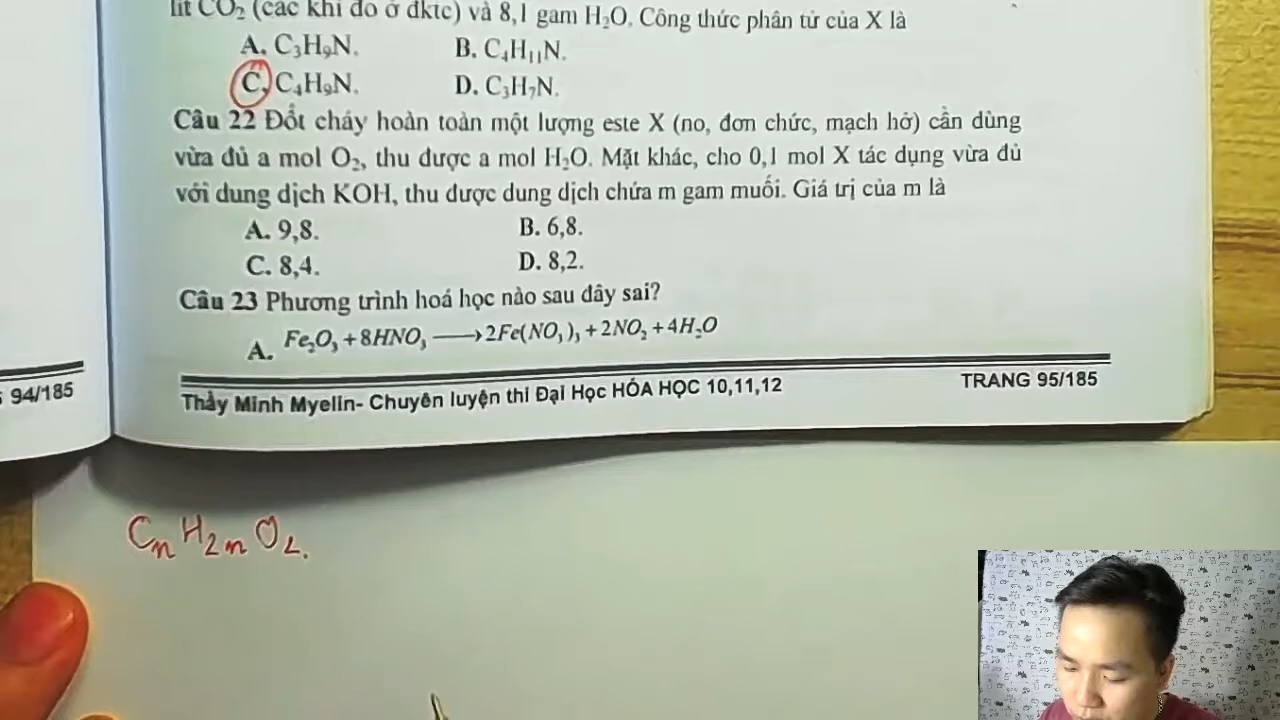 lít CO₂ (các khí đo ở đktc) và 8,1 gam H₂O. Công thức phân tử của X là
A. C₃H₉N. B. C₄H₁₁N.
C. C₄H₉N. D. C₃H₇N.
Câu 22 Đốt cháy hoàn toàn một lượng este X (no, đơn chức, mạch hở) cần dùng
vừa đủ a mol O₂, thu được a mol H₂O. Mặt khác, cho 0,1 mol X tác dụng vừa đủ
với dung dịch KOH, thu được dung dịch chứa m gam muối. Giá trị của m là
A. 9,8. B. 6,8.
C. 8,4. D. 8,2.
Câu 23 Phương trình hoá học nào sau đây sai?
A. Fe₂O₃ + 8HNO₃ ⟶ 2Fe(NO₃)₃ + 2NO₂ + 4H₂O
94/185
Thầy Minh Myelin- Chuyên luyện thi Đại Học HÓA HỌC 10,11,12 TRANG 95/185
CₙH₂ₙO₂.